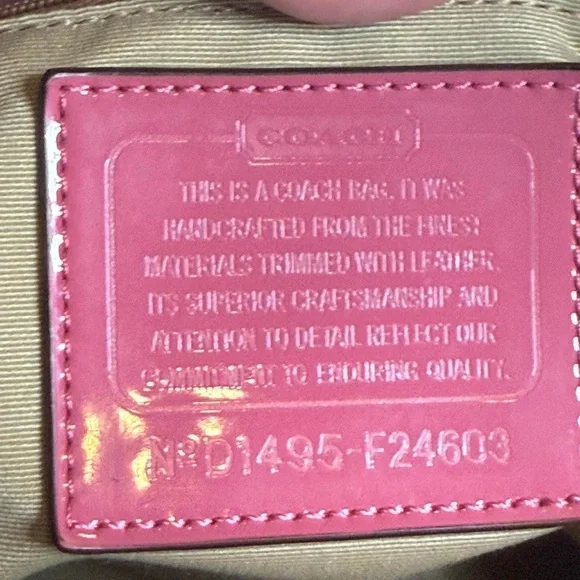 COACH
THIS IS A COACH BAG. IT WAS
HANDCRAFTED FROM THE FINEST
MATERIALS TRIMMED WITH LEATHER.
ITS SUPERIOR CRAFTSMANSHIP AND
ATTENTION TO DETAIL REFLECT OUR
COMMITMENT TO ENDURING QUALITY.
Nº D1495-F24603